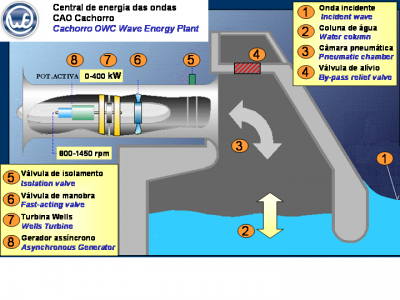 Central de energia das ondas
CAO Cachorro
Cachorro OWC Wave Energy Plant
1 Onda incidente
Incident wave
2 Coluna de água
Water column
3 Câmara pneumática
Pneumatic chamber
4 Válvula de alívio
By-pass relief valve
8 7 6 5 4
POT.ACTIVA 0-400 kW
3
600-1450 rpm
1
2
5 Válvula de isolamento
Isolation valve
6 Válvula de manobra
Fast-acting valve
7 Turbina Wells
Wells Turbine
8 Gerador assíncrono
Asynchronous Generator